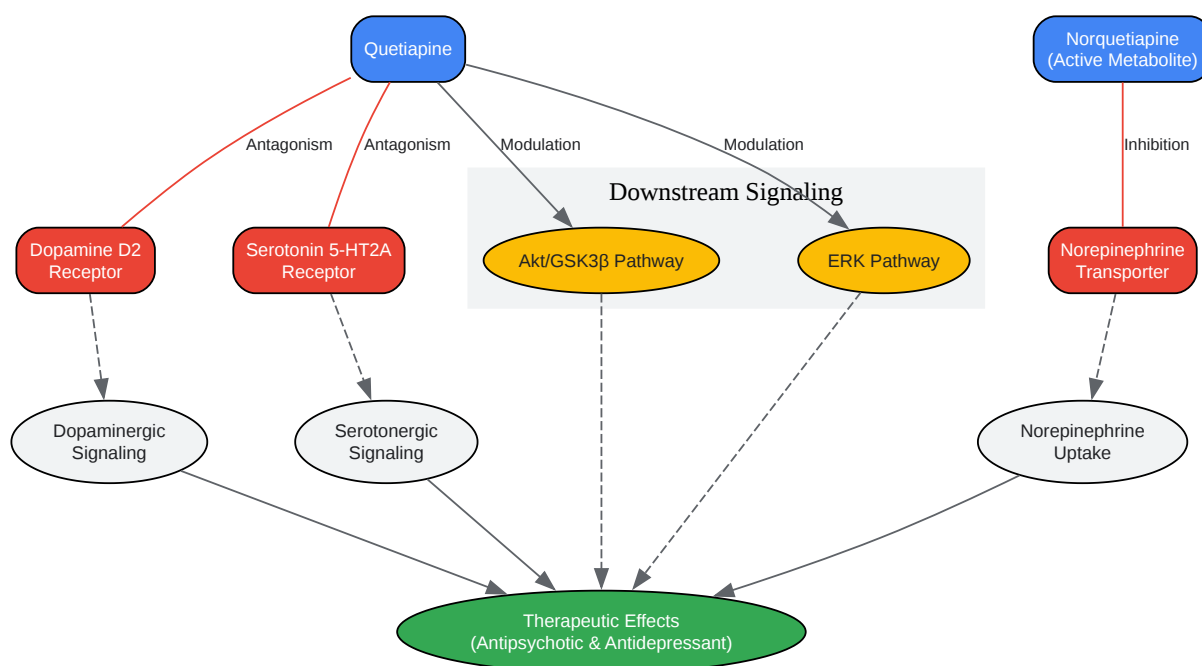 Quetiapine
Norquetiapine
(Active Metabolite)
Antagonism
Antagonism
Modulation
Modulation
Inhibition
Downstream Signaling
Dopamine D2
Receptor
Serotonin 5-HT2A
Receptor
Akt/GSK3β Pathway
ERK Pathway
Norepinephrine
Transporter
Dopaminergic
Signaling
Serotonergic
Signaling
Norepinephrine
Uptake
Therapeutic Effects
(Antipsychotic & Antidepressant)